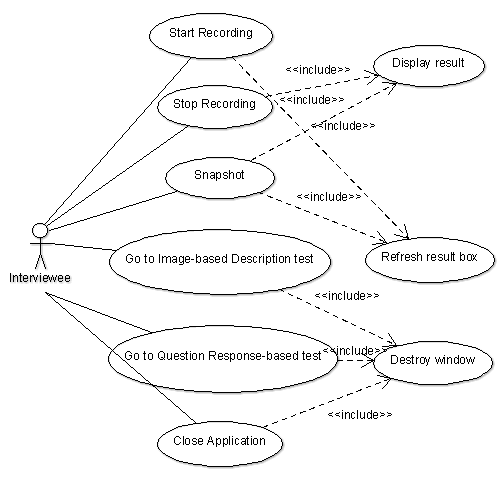 Start Recording
<<include>>
Display result
Stop Recording
<<include>>
<<include>>
Snapshot
<<include>>
Interviewee
Go to Image-based Description test
Refresh result box
<<include>>
Go to Question Response-based test
<<include>>
Destroy window
<<include>>
Close Application